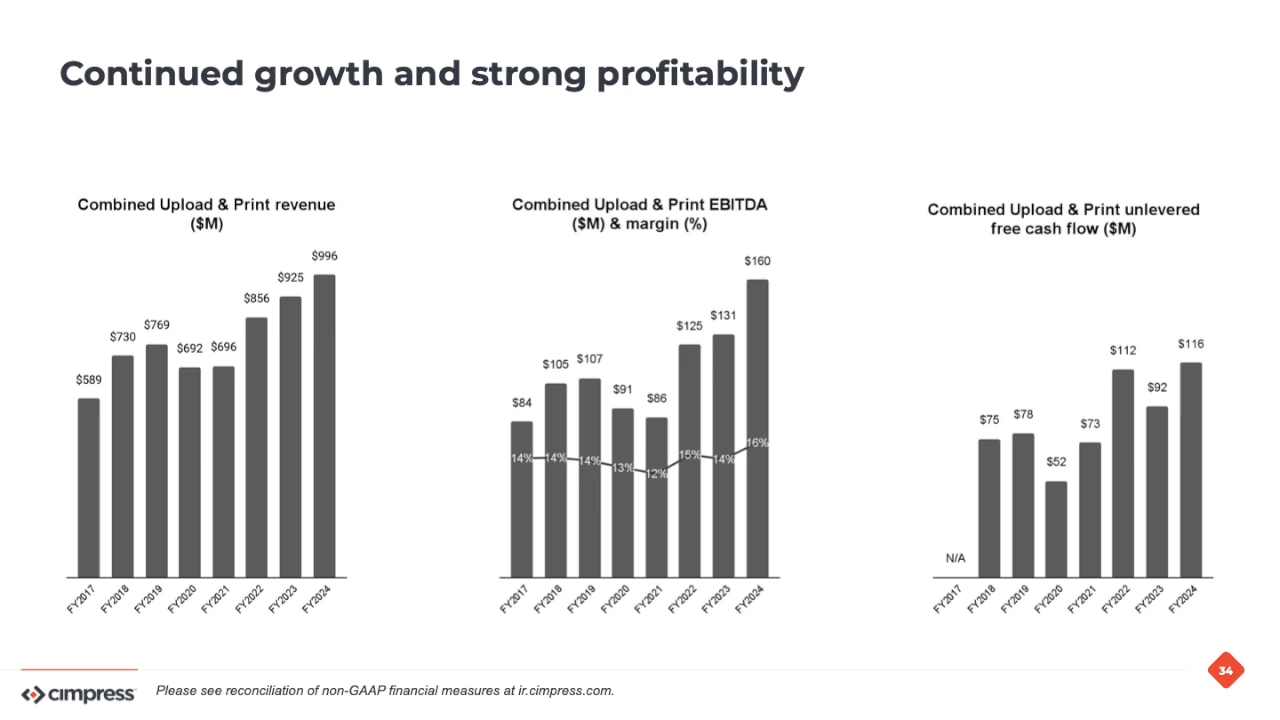 Continued growth and strong profitability
Combined Upload & Print revenue
($M)
$589
$730
$769
$692
$696
$856
$925
$996
FY2017
FY2018
FY2019
FY2020
FY2021
FY2022
FY2023
FY2024
Combined Upload & Print EBITDA
($M) & margin (%)
$84
$105
$107
$91
$86
$125
$131
$160
14%
14%
14%
13%
12%
15%
14%
16%
FY2017
FY2018
FY2019
FY2020
FY2021
FY2022
FY2023
FY2024
Combined Upload & Print unlevered
free cash flow ($M)
N/A
$75
$78
$52
$73
$112
$92
$116
FY2017
FY2018
FY2019
FY2020
FY2021
FY2022
FY2023
FY2024
cimpress
Please see reconciliation of non-GAAP financial measures at ir.cimpress.com.
34